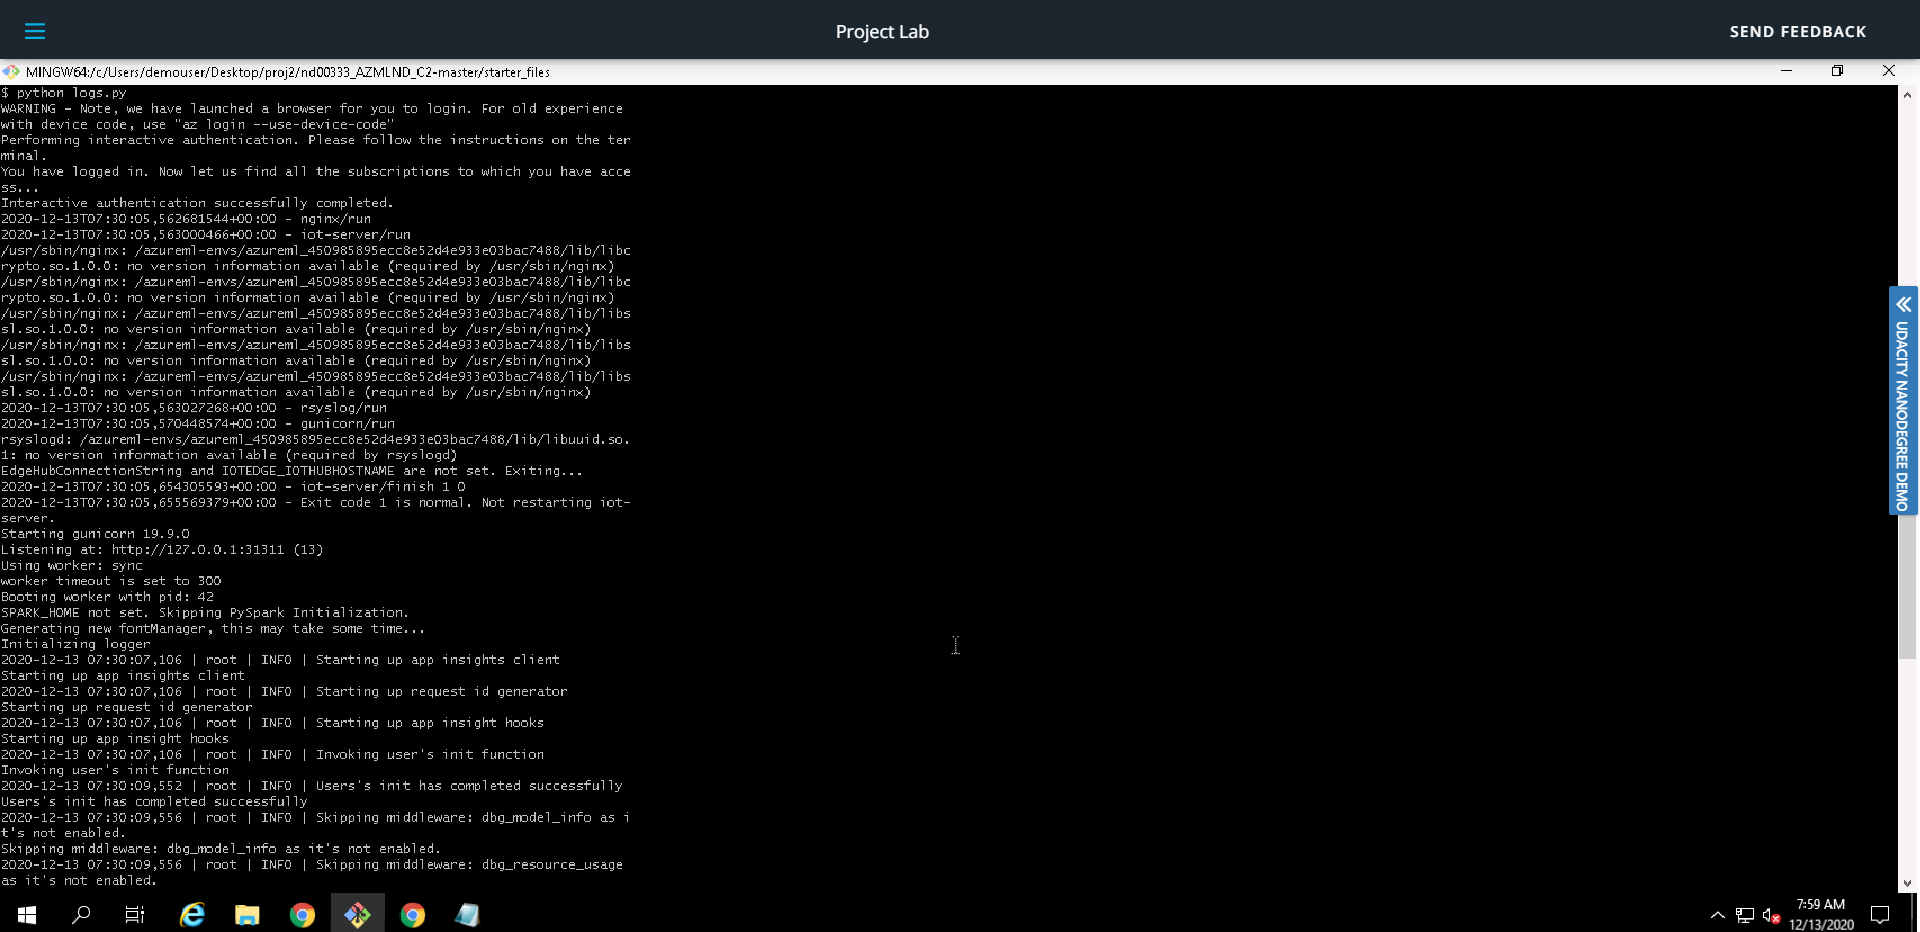 Project Lab
SEND FEEDBACK
MINGW64:/c/Users/demouser/Desktop/proj2/nd00333_AZMLND_C2-master/starter_files
$ python logs.py
WARNING - Note, we have launched a browser for you to login. For old experience
with device code, use "az login --use-device-code"
Performing interactive authentication. Please follow the instructions on the ter
minal.
You have logged in. Now let us find all the subscriptions to which you have acce
ss...
Interactive authentication successfully completed.
2020-12-13T07:30:05,562681544+00:00 - nginx/run
2020-12-13T07:30:05,563000466+00:00 - iot-server/run
/usr/sbin/nginx: /azureml-envs/azureml_450985895ecc8e52d4e933e03bac7488/lib/libc
rypto.so.1.0.0: no version information available (required by /usr/sbin/nginx)
/usr/sbin/nginx: /azureml-envs/azureml_450985895ecc8e52d4e933e03bac7488/lib/libc
rypto.so.1.0.0: no version information available (required by /usr/sbin/nginx)
/usr/sbin/nginx: /azureml-envs/azureml_450985895ecc8e52d4e933e03bac7488/lib/libs
sl.so.1.0.0: no version information available (required by /usr/sbin/nginx)
/usr/sbin/nginx: /azureml-envs/azureml_450985895ecc8e52d4e933e03bac7488/lib/libs
sl.so.1.0.0: no version information available (required by /usr/sbin/nginx)
/usr/sbin/nginx: /azureml-envs/azureml_450985895ecc8e52d4e933e03bac7488/lib/libs
sl.so.1.0.0: no version information available (required by /usr/sbin/nginx)
2020-12-13T07:30:05,563027268+00:00 - rsyslog/run
2020-12-13T07:30:05,570448574+00:00 - gunicorn/run
rsyslogd: /azureml-envs/azureml_450985895ecc8e52d4e933e03bac7488/lib/libuuid.so.
1: no version information available (required by rsyslogd)
EdgeHubConnectionString and IOTEDGE_IOTHUBHOSTNAME are not set. Exiting...
2020-12-13T07:30:05,654305593+00:00 - iot-server/finish 1 0
2020-12-13T07:30:05,655569379+00:00 - Exit code 1 is normal. Not restarting iot-
server.
Starting gunicorn 19.9.0
Listening at: http://127.0.0.1:31311 (13)
Using worker: sync
worker timeout is set to 300
Booting worker with pid: 42
SPARK_HOME not set. Skipping PySpark Initialization.
Generating new fontManager, this may take some time...
Initializing logger
2020-12-13 07:30:07,106 | root | INFO | Starting up app insights client
Starting up app insights client
2020-12-13 07:30:07,106 | root | INFO | Starting up request id generator
Starting up request id generator
2020-12-13 07:30:07,106 | root | INFO | Starting up app insight hooks
Starting up app insight hooks
2020-12-13 07:30:07,106 | root | INFO | Invoking user's init function
Invoking user's init function
2020-12-13 07:30:09,552 | root | INFO | Users's init has completed successfully
Users's init has completed successfully
2020-12-13 07:30:09,556 | root | INFO | Skipping middleware: dbg_model_info as i
t's not enabled.
Skipping middleware: dbg_model_info as it's not enabled.
2020-12-13 07:30:09,556 | root | INFO | Skipping middleware: dbg_resource_usage
as it's not enabled.
UDACITY NANODEGREE DEMO
7:59 AM
12/13/2020